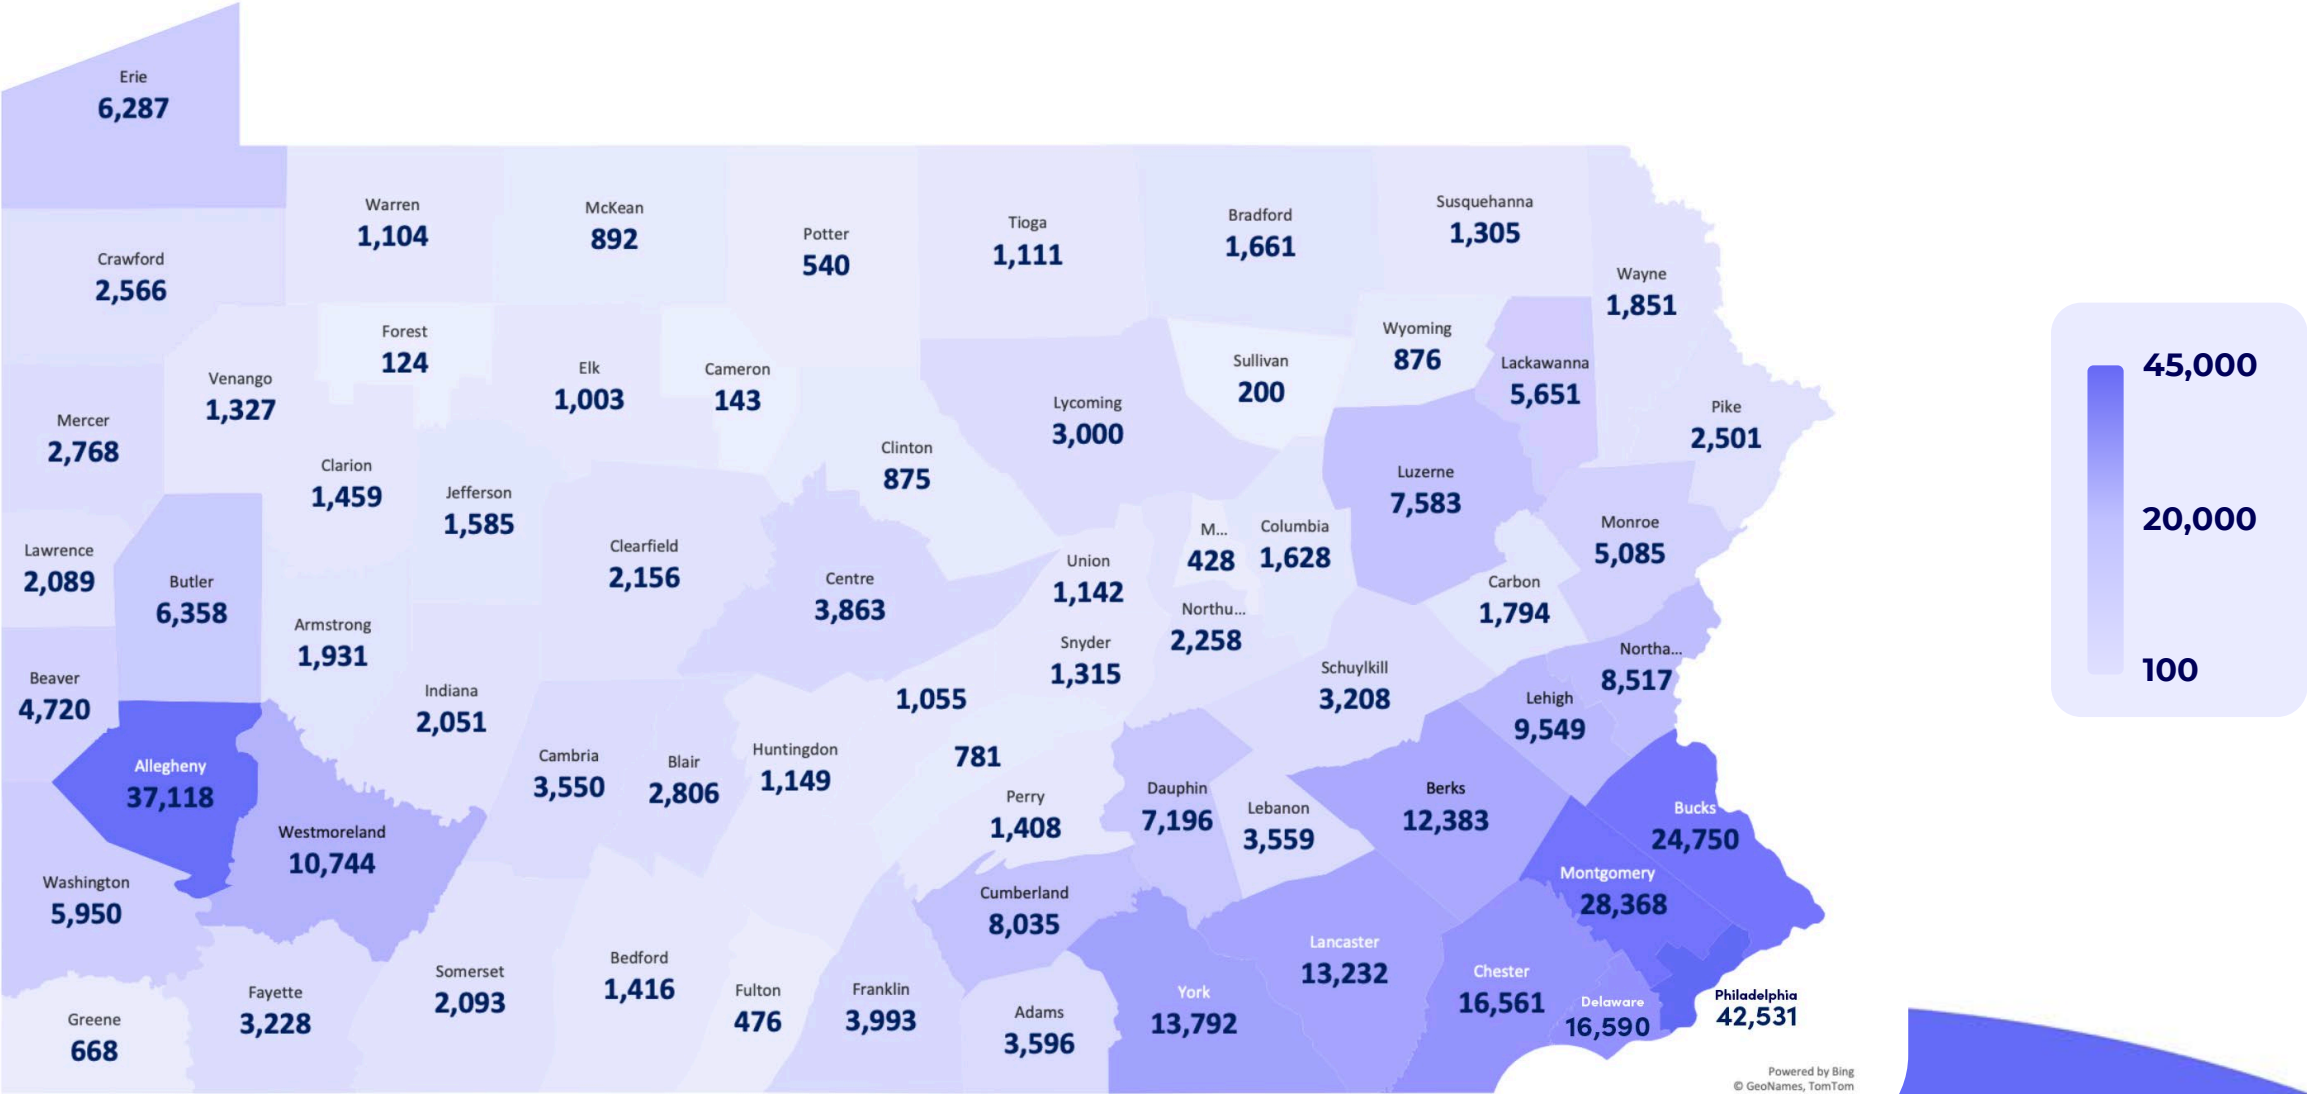 Erie
6,287
Warren
1,104
McKean
892
Potter
540
Tioga
1,111
Bradford
1,661
Susquehanna
1,305
Wayne
1,851
Crawford
2,566
Forest
124
Elk
1,003
Cameron
143
Sullivan
200
Wyoming
876
Lackawanna
5,651
Pike
2,501
Mercer
2,768
Venango
1,327
Clarion
1,459
Jefferson
1,585
Clinton
875
Lycoming
3,000
Luzerne
7,583
Monroe
5,085
Lawrence
2,089
Butler
6,358
Armstrong
1,931
Clearfield
2,156
Centre
3,863
Union
1,142
M...
428
Columbia
1,628
Northu...
2,258
Carbon
1,794
Beaver
4,720
Indiana
2,051
Snyder
1,315
1,055
Schuylkill
3,208
Northa...
8,517
Lehigh
9,549
Allegheny
37,118
Westmoreland
10,744
Cambria
3,550
Blair
2,806
Huntingdon
1,149
781
Perry
1,408
Dauphin
7,196
Lebanon
3,559
Berks
12,383
Bucks
24,750
Montgomery
28,368
Washington
5,950
Cumberland
8,035
Lancaster
13,232
Chester
16,561
Delaware
16,590
Philadelphia
42,531
Greene
668
Fayette
3,228
Somerset
2,093
Bedford
1,416
Fulton
476
Franklin
3,993
Adams
3,596
York
13,792
45,000
20,000
100
Powered by Bing
© GeoNames, TomTom